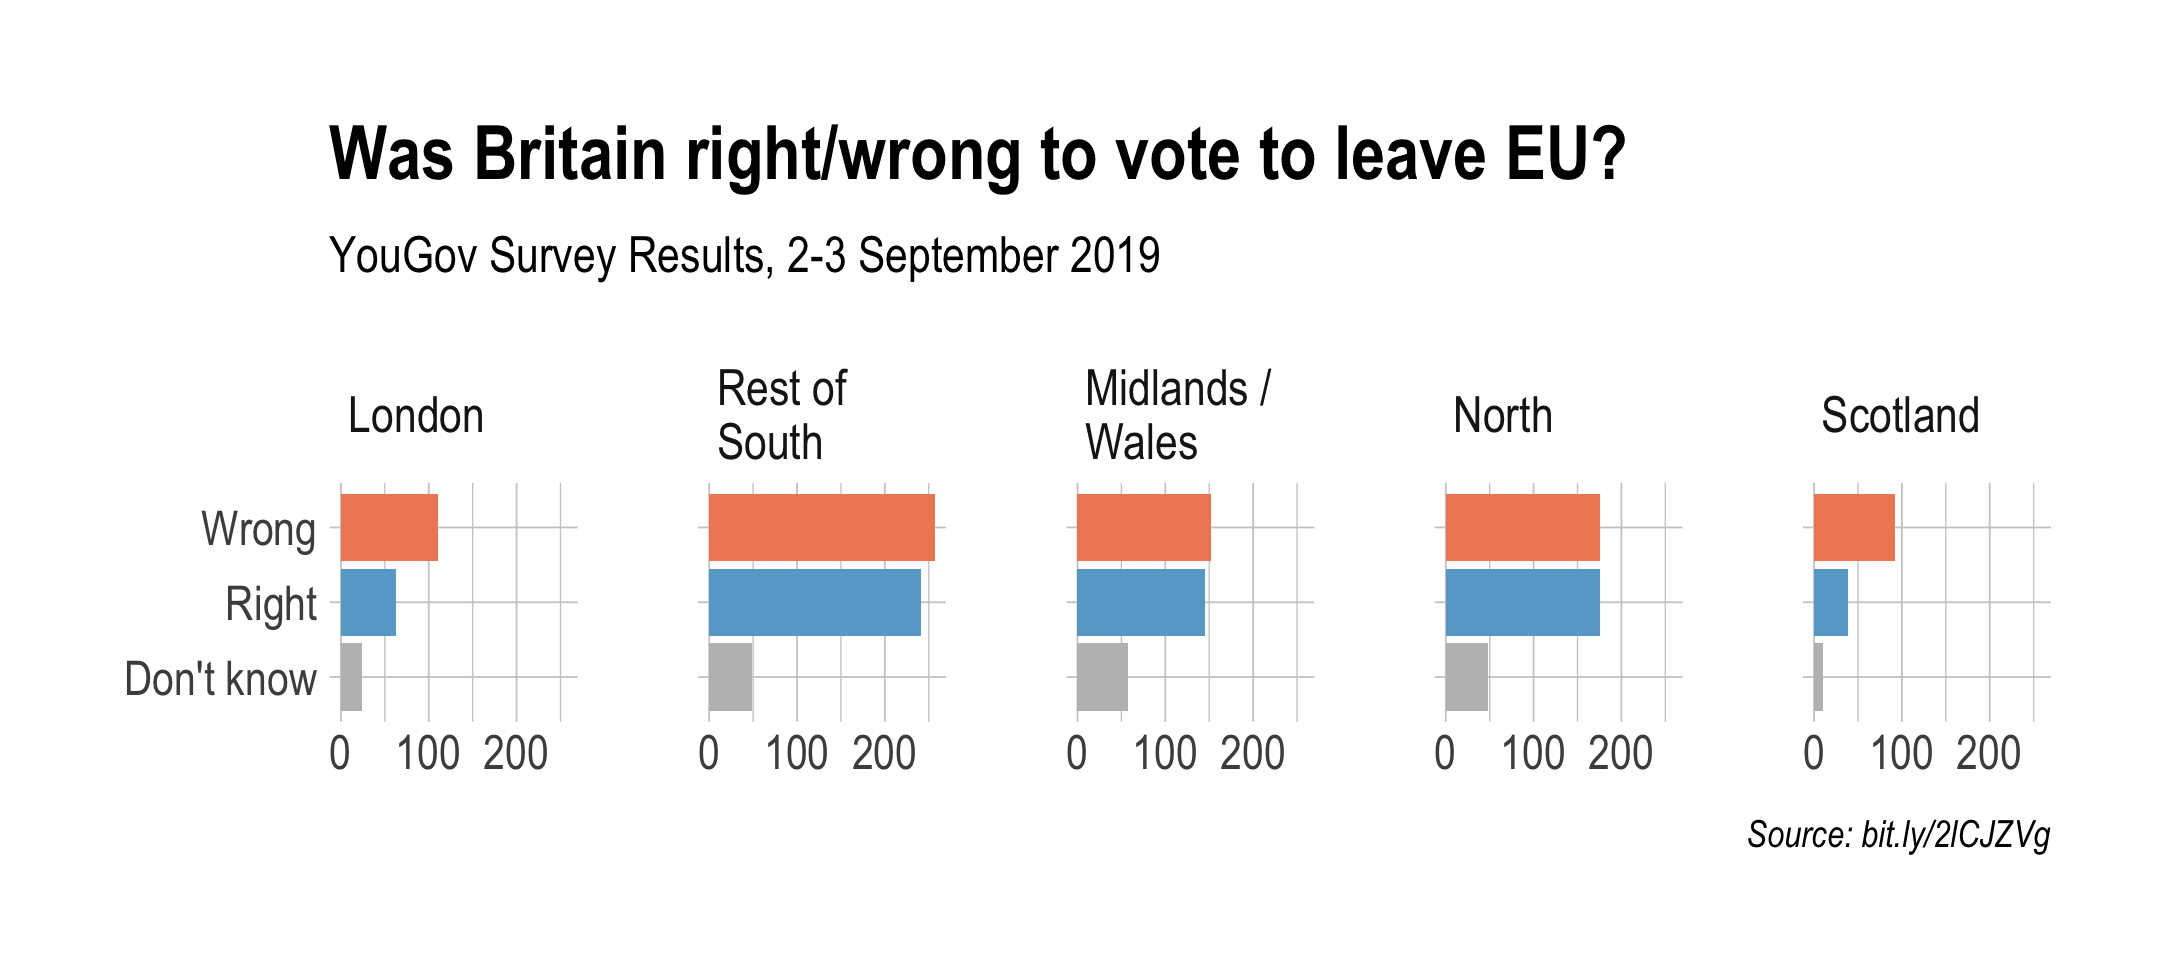 Was Britain right/wrong to vote to leave EU?
YouGov Survey Results, 2-3 September 2019
London
Rest of
South
Midlands /
Wales
North
Scotland
Wrong
Right
Don't know
0 100 200
0 100 200
0 100 200
0 100 200
0 100 200
Source: bit.ly/2lCJZVg